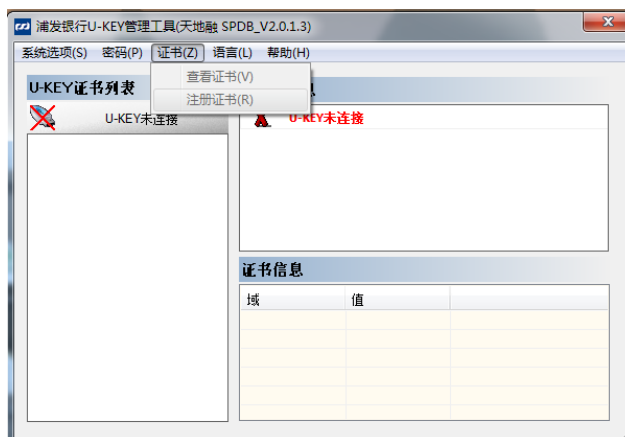 浦发银行U-KEY管理工具(天地融 SPDB_V2.0.1.3)
系统选项(S) 密码(P) 证书(Z) 语言(L) 帮助(H)
查看证书(V)
注册证书(R)
U-KEY证书列表
息
U-KEY未连接
U-KEY未连接
证书信息
域 值